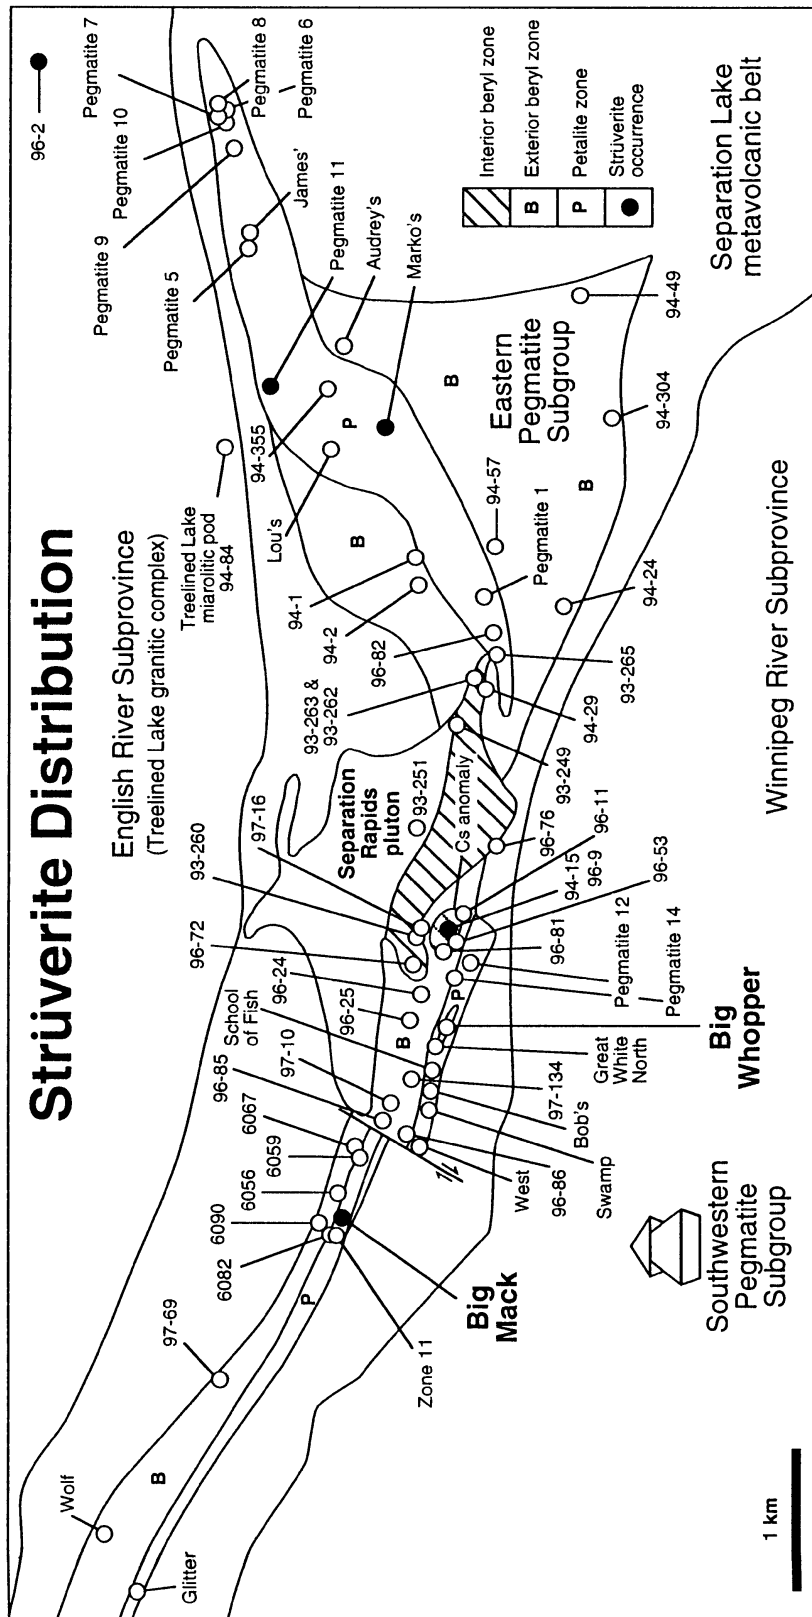 Strüverite Distribution
English River Subprovince
(Treelined Lake granitic complex)
Treelined Lake
miarolitic pod
94-84
96-2
Pegmatite 7
Pegmatite 8
Pegmatite 6
Pegmatite 10
Pegmatite 9
James'
Pegmatite 5
Pegmatite 11
Audrey's
Marko's
94-355
Lou's
P
B
94-1
94-2
96-82
93-263 &
93-262
Separation
Rapids
pluton
93-251
Cs anomaly
97-16
93-260
96-72
96-24
96-25
School
of Fish
97-10
96-85
6067
6059
6056
6090
6082
97-69
Wolf
B
Glitter
P
Zone 11
Big
Mack
B
P
West
96-86
Swamp
Bob's
97-134
Great
White
North
Big
Whopper
Pegmatite 14
Pegmatite 12
96-81
96-53
94-15
96-9
96-11
96-76
93-249
94-29
93-265
94-24
Pegmatite 1
94-57
B
Eastern
Pegmatite
Subgroup
B
94-304
94-49
Interior beryl zone
B
Exterior beryl zone
P
Petalite zone
Strüverite
occurrence
Separation Lake
metavolcanic belt
Winnipeg River Subprovince
Southwestern
Pegmatite
Subgroup
1 km